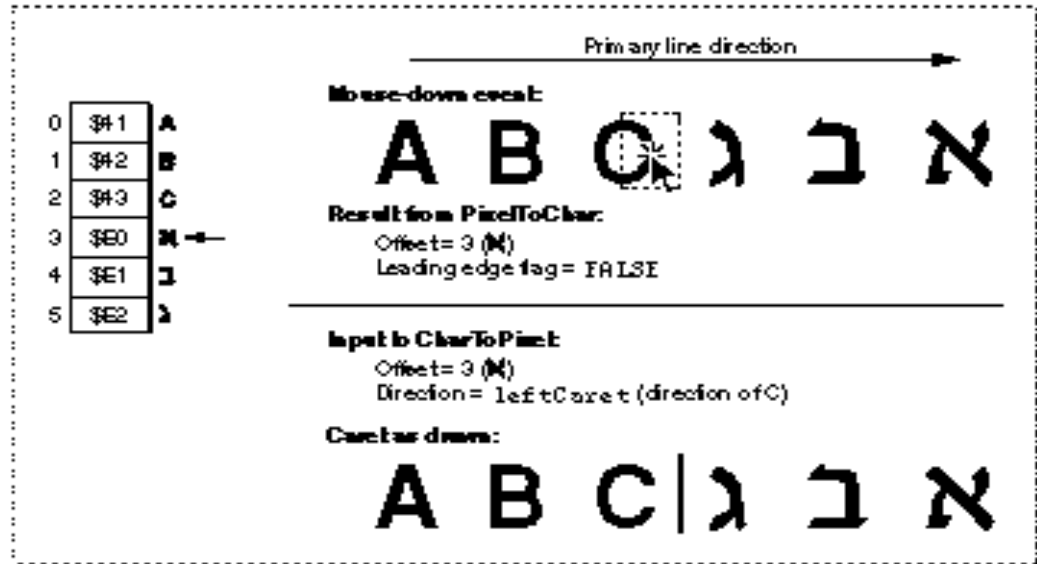 Primary line direction
Mouse-down event:
0 $41 A
1 $42 B
2 $43 C
3 $E0 א
4 $E1 ב
5 $E2 ג
A B C ג ב א
Result from PixelToChar:
Offset = 3 (א)
Leading edge flag = FALSE
Input to CharToPixel:
Offset = 3 (א)
Direction = leftCaret (direction of C)
Caret as drawn:
A B C | ג ב א